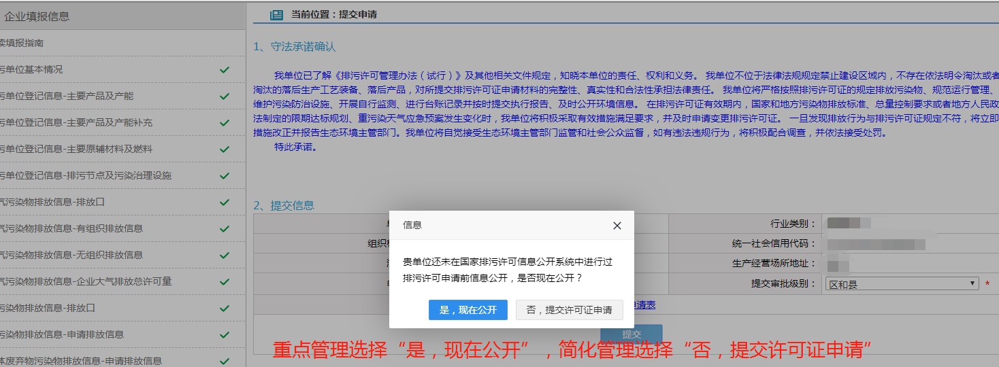 企业填报信息
当前位置：提交申请
读填报指南
污单位基本情况
污单位登记信息-主要产品及产能
污单位登记信息-主要产品及产能补充
污单位登记信息-主要原辅材料及燃料
污单位登记信息-排污节点及污染治理设施
气污染物排放信息-排放口
气污染物排放信息-有组织排放信息
气污染物排放信息-无组织排放信息
气污染物排放信息-企业大气排放总许可量
污染物排放信息-排放口
污染物排放信息-申请排放信息
体废弃物污染物排放信息-申请排放信息
1、守法承诺确认
我单位已了解《排污许可管理办法（试行）》及其他相关文件规定，知晓本单位的责任、权利和义务。 我单位不位于法律法规规定禁止建设区域内，不存在依法明令淘汰或者
淘汰的落后生产工艺装备、落后产品，对所提交排污许可证申请材料的完整性、真实性和合法性承担法律责任。 我单位将严格按照排污许可证的规定排放污染物、规范运行管理、
维护污染防治设施、开展自行监测、进行台账记录并按时提交执行报告、及时公开环境信息。 在排污许可证有效期内，国家和地方污染物排放标准、总量控制要求或者地方人民政
法制定的限期达标规划、重污染天气应急预案发生变化时，我单位将积极采取有效措施满足要求，并及时申请变更排污许可证。 一旦发现排放行为与排污许可证规定不符，将立即
措施改正并报告生态环境主管部门。我单位将自觉接受生态环境主管部门监管和社会公众监督，如有违法违规行为，将积极配合调查，并依法接受处罚。
特此承诺。
2、提交信息
行业类别：
组织
统一社会信用代码：
生产经营场所地址：
提交审批级别：
区和县
*
申请表
提交
信息
贵单位还未在国家排污许可信息公开系统中进行过
排污许可申请前信息公开，是否现在公开？
是，现在公开
否，提交许可证申请
重点管理选择“是，现在公开”，简化管理选择“否，提交许可证申请”